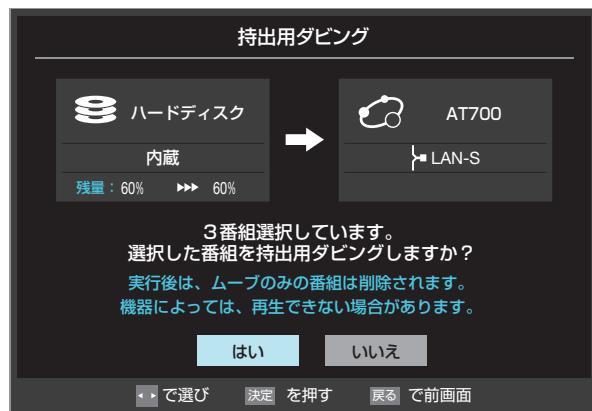 持出用ダビング
ハードディスク
AT700
内蔵
LAN-S
残量：60% 60%
３番組選択しています。
選択した番組を持出用ダビングしますか？
実行後は、ムーブのみの番組は削除されます。
機器によっては、再生できない場合があります。
はい いいえ
で選び 決定 を押す 戻る で前画面